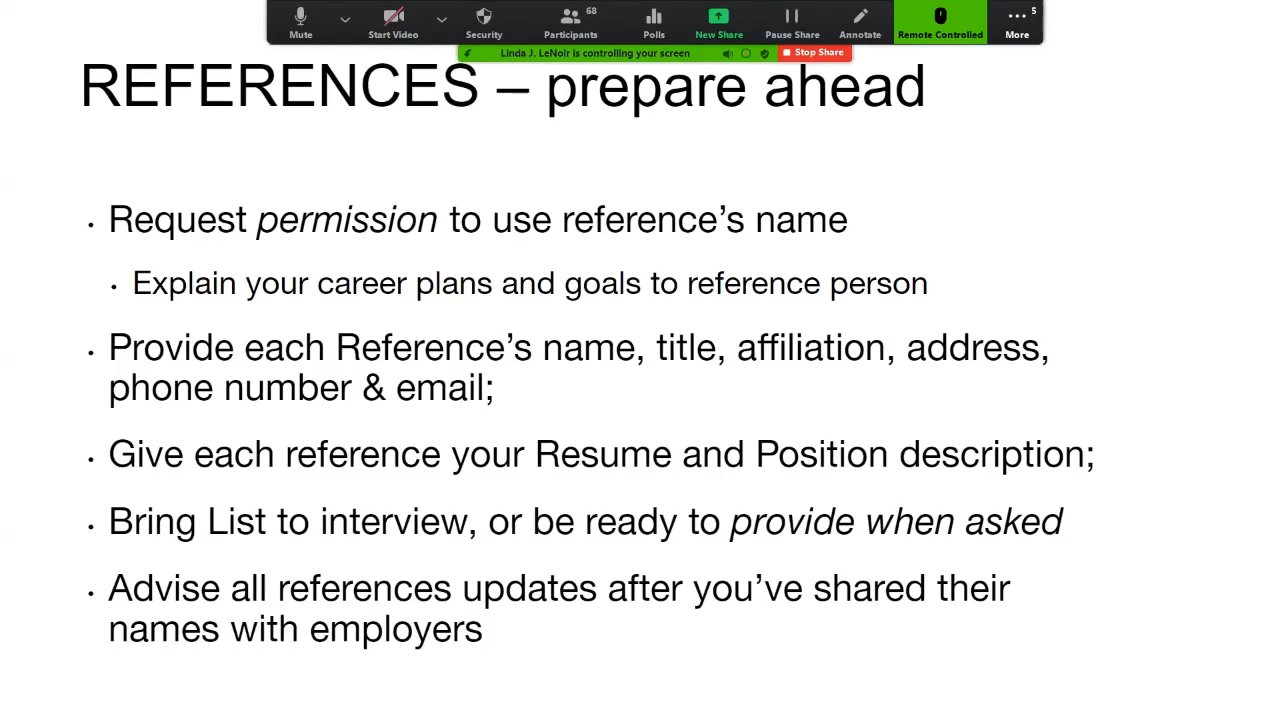 68
5
Mute
Start Video
Security
Participants
Polls
New Share
Pause Share
Annotate
Remote Controlled
More
Linda J. LeNoir is controlling your screen
Stop Share
REFERENCES – prepare ahead
• Request permission to use reference’s name
• Explain your career plans and goals to reference person
• Provide each Reference’s name, title, affiliation, address,
phone number & email;
• Give each reference your Resume and Position description;
• Bring List to interview, or be ready to provide when asked
• Advise all references updates after you’ve shared their
names with employers